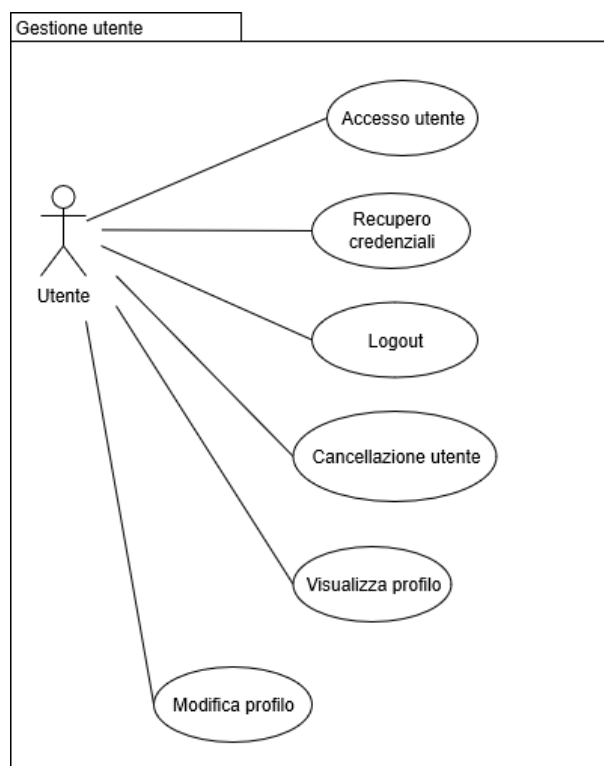 Gestione utente
Accesso utente
Recupero
credenziali
Utente
Logout
Cancellazione utente
Visualizza profilo
Modifica profilo